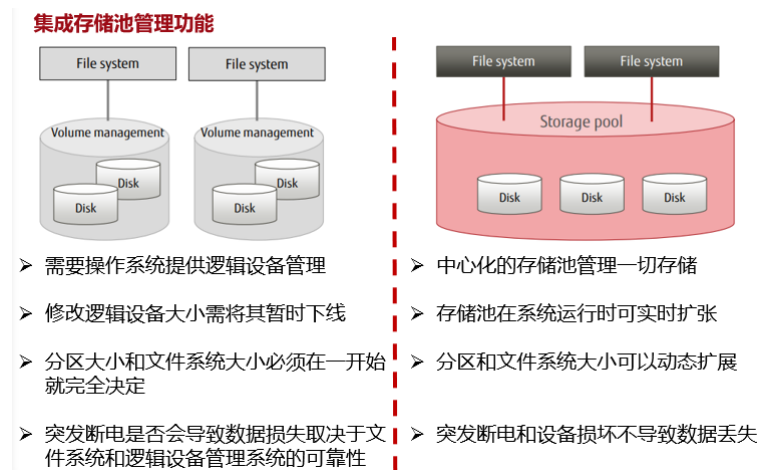 集成存储池管理功能
File system
File system
Volume management
Disk
Disk
Volume management
Disk
Disk
➢ 需要操作系统提供逻辑设备管理
➢ 修改逻辑设备大小需将其暂时下线
➢ 分区大小和文件系统大小必须在一开始
就完全决定
➢ 突发断电是否会导致数据损失取决于文
件系统和逻辑设备管理系统的可靠性
File system
File system
Storage pool
Disk
Disk
Disk
➢ 中心化的存储池管理一切存储
➢ 存储池在系统运行时可实时扩张
➢ 分区和文件系统大小可以动态扩展
➢ 突发断电和设备损坏不导致数据丢失